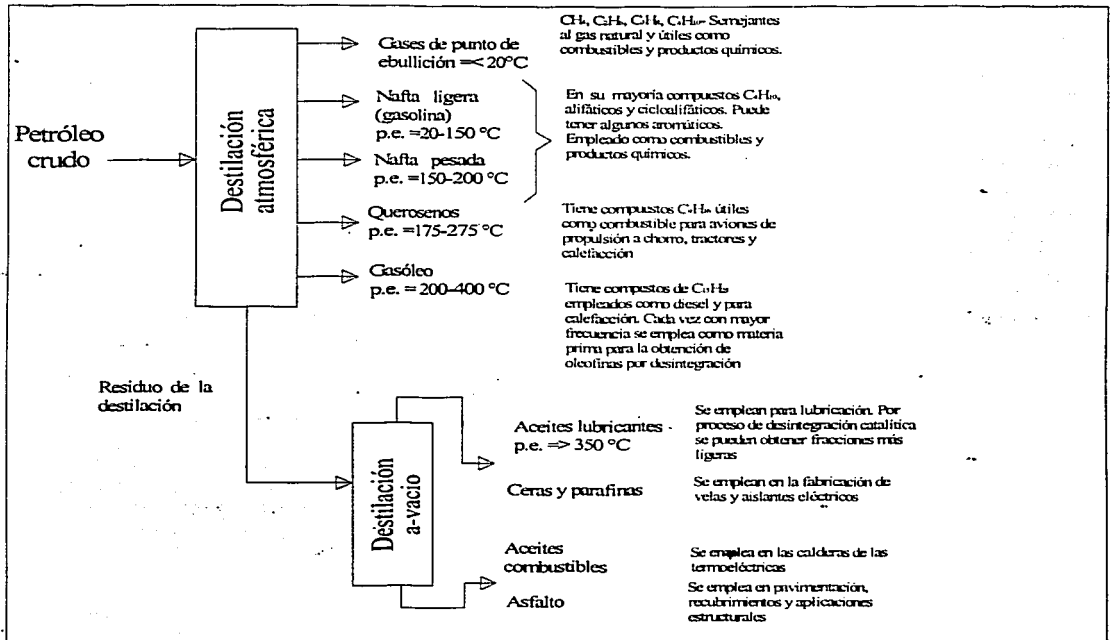 Petróleo
crudo
Destilación
atmosférica
Gases de punto de
ebullición =< 20°C
Semejantes
al gas natural y útiles como
combustibles y productos químicos.
Nafta ligera
(gasolina)
p.e. =20-150 °C
Nafta pesada
p.e. =150-200 °C
En su mayoría compuestos
alifáticos y cicloalifáticos. Puede
tener algunos aromáticos.
Empleado como combustibles y
productos químicos.
Querosenos
p.e. =175-275 °C
Tiene compuestos útiles
como combustible para aviones de
propulsión a chorro, tractores y
calefacción
Gasóleo
p.e. = 200-400 °C
Tiene compestos de
empleados como diesel y para
calefacción. Cada vez con mayor
frecuencia se emplea como materia
prima para la obtención de
oleofinas por desintegración
Residuo de la
destilación
Destilación
a-vacio
Aceites lubricantes
p.e. => 350 °C
Se emplean para lubricación. Por
proceso de desintegración catalítica
se pueden obtener fracciones más
ligeras
Ceras y parafinas
Se emplean en la fabricación de
velas y aislantes eléctricos
Aceites
combustibles
Se emplea en las calderas de las
termoeléctricas
Asfalto
Se emplea en pavimentación,
recubrimientos y aplicaciones
estructurales